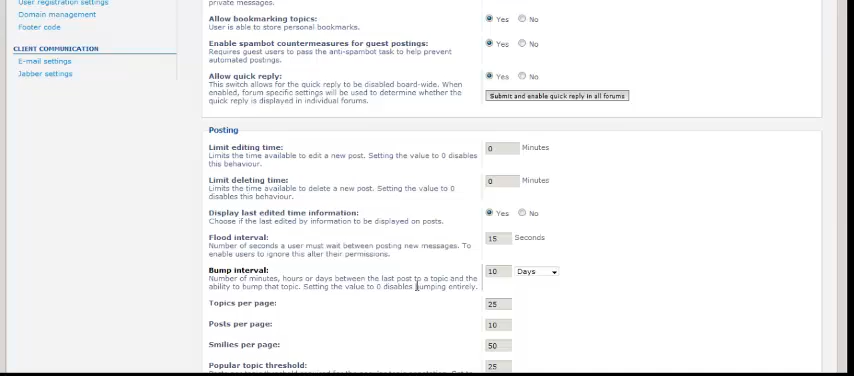 User registration settings
Domain management
Footer code
CLIENT COMMUNICATION
E-mail settings
Jabber settings
private messages.
Allow bookmarking topics:
User is able to store personal bookmarks.
Yes No
Enable spambot countermeasures for guest postings:
Requires guest users to pass the anti-spambot task to help prevent
automated postings.
Yes No
Allow quick reply:
This switch allows for the quick reply to be disabled board-wide. When
enabled, forum specific settings will be used to determine whether the
quick reply is displayed in individual forums.
Yes No
Submit and enable quick reply in all forums
Posting
Limit editing time:
Limits the time available to edit a new post. Setting the value to 0 disables
this behaviour.
0 Minutes
Limit deleting time:
Limits the time available to delete a new post. Setting the value to 0
disables this behaviour.
0 Minutes
Display last edited time information:
Choose if the last edited by information to be displayed on posts.
Yes No
Flood interval:
Number of seconds a user must wait between posting new messages. To
enable users to ignore this alter their permissions.
15 Seconds
Bump interval:
Number of minutes, hours or days between the last post to a topic and the
ability to bump that topic. Setting the value to 0 disables bumping entirely.
10 Days
Topics per page:
25
Posts per page:
10
Smilies per page:
50
Popular topic threshold:
25